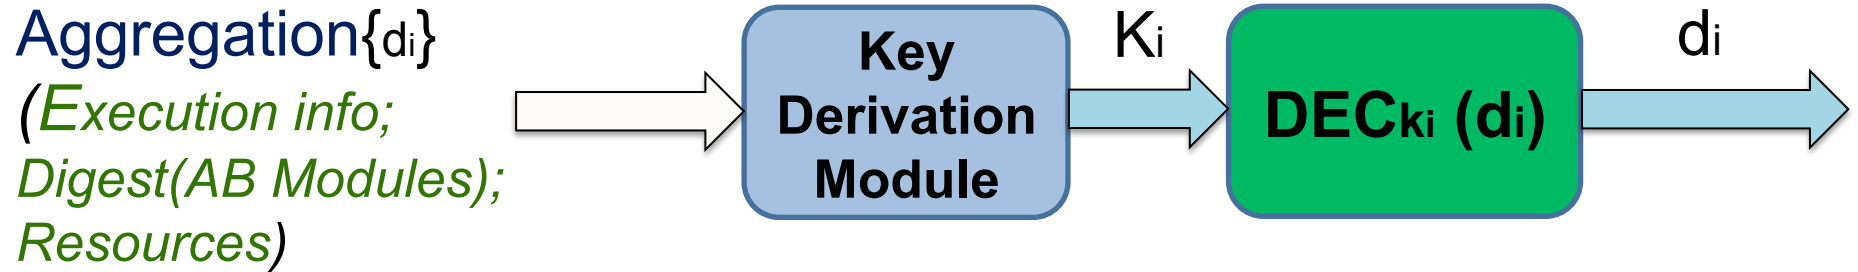 Aggregation{di}
(Execution info;
Digest(AB Modules);
Resources)
Key
Derivation
Module
Ki
DECki (di)
di